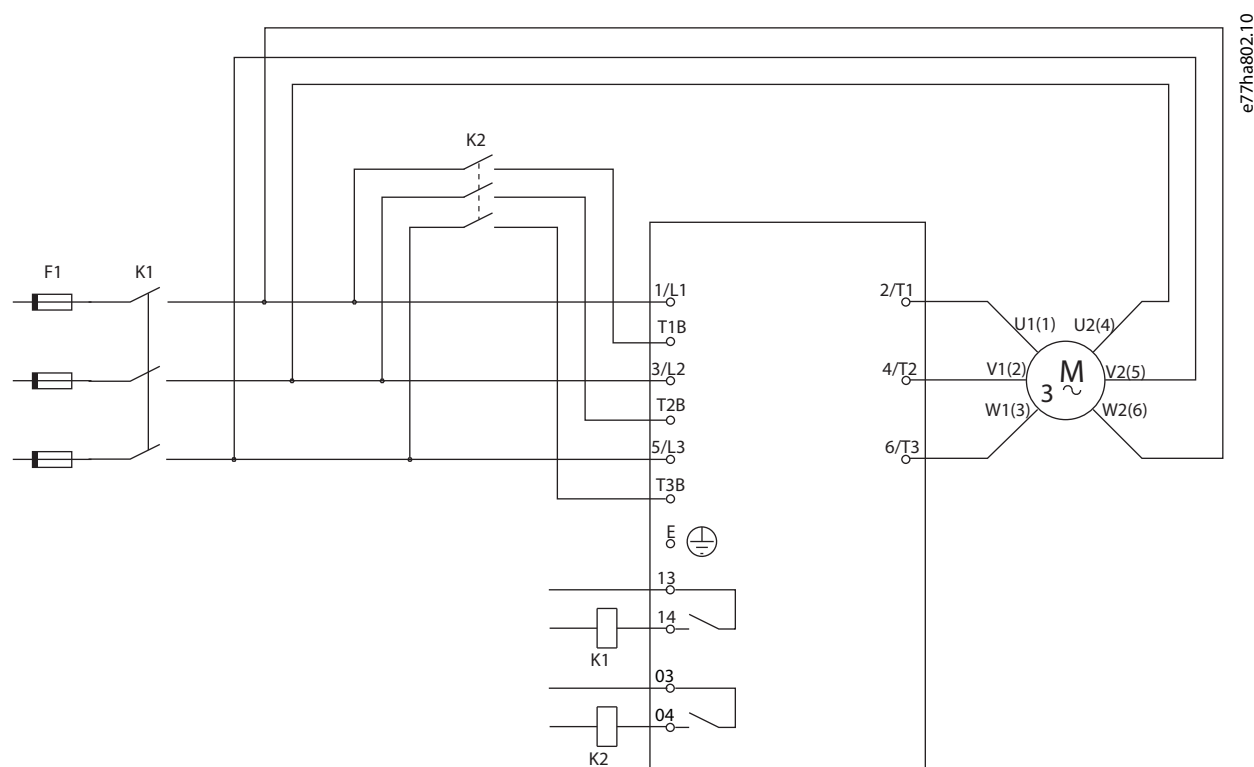 e77ha802.10
K2
F1
K1
1/L1
2/T1
T1B
U1(1)
U2(4)
3/L2
4/T2
V1(2)
M
V2(5)
3
T2B
W1(3)
W2(6)
5/L3
6/T3
T3B
E
13
14
K1
03
04
K2